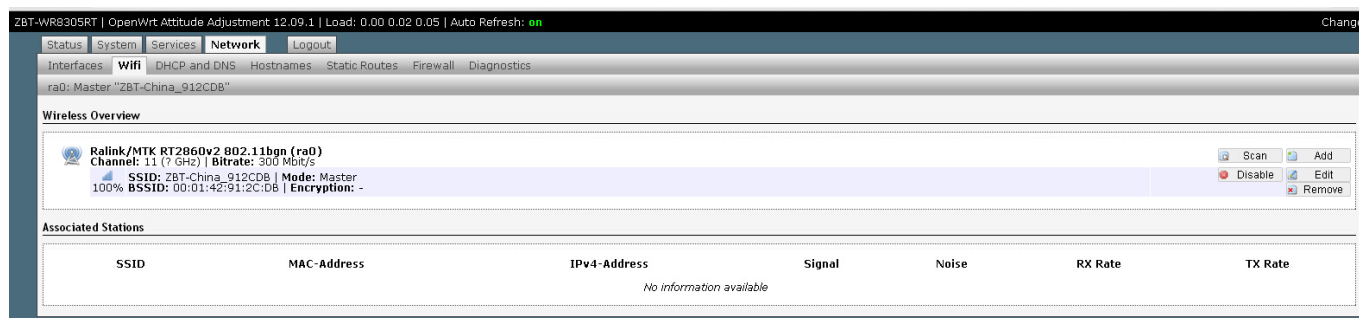 ZBT-WR8305RT | OpenWrt Attitude Adjustment 12.09.1 | Load: 0.00 0.02 0.05 | Auto Refresh: on Change
Status System Services Network Logout
Interfaces Wifi DHCP and DNS Hostnames Static Routes Firewall Diagnostics
ra0: Master "ZBT-China_912CDB"
Wireless Overview
Ralink/MTK RT2860v2 802.11bgn (ra0)
Channel: 11 (? GHz) | Bitrate: 300 Mbit/s
Scan Add
SSID: ZBT-China_912CDB | Mode: Master
Disable Edit
100% BSSID: 00:01:42:91:2C:DB | Encryption: -
Remove
Associated Stations
SSID MAC-Address IPv4-Address Signal Noise RX Rate TX Rate
No information available